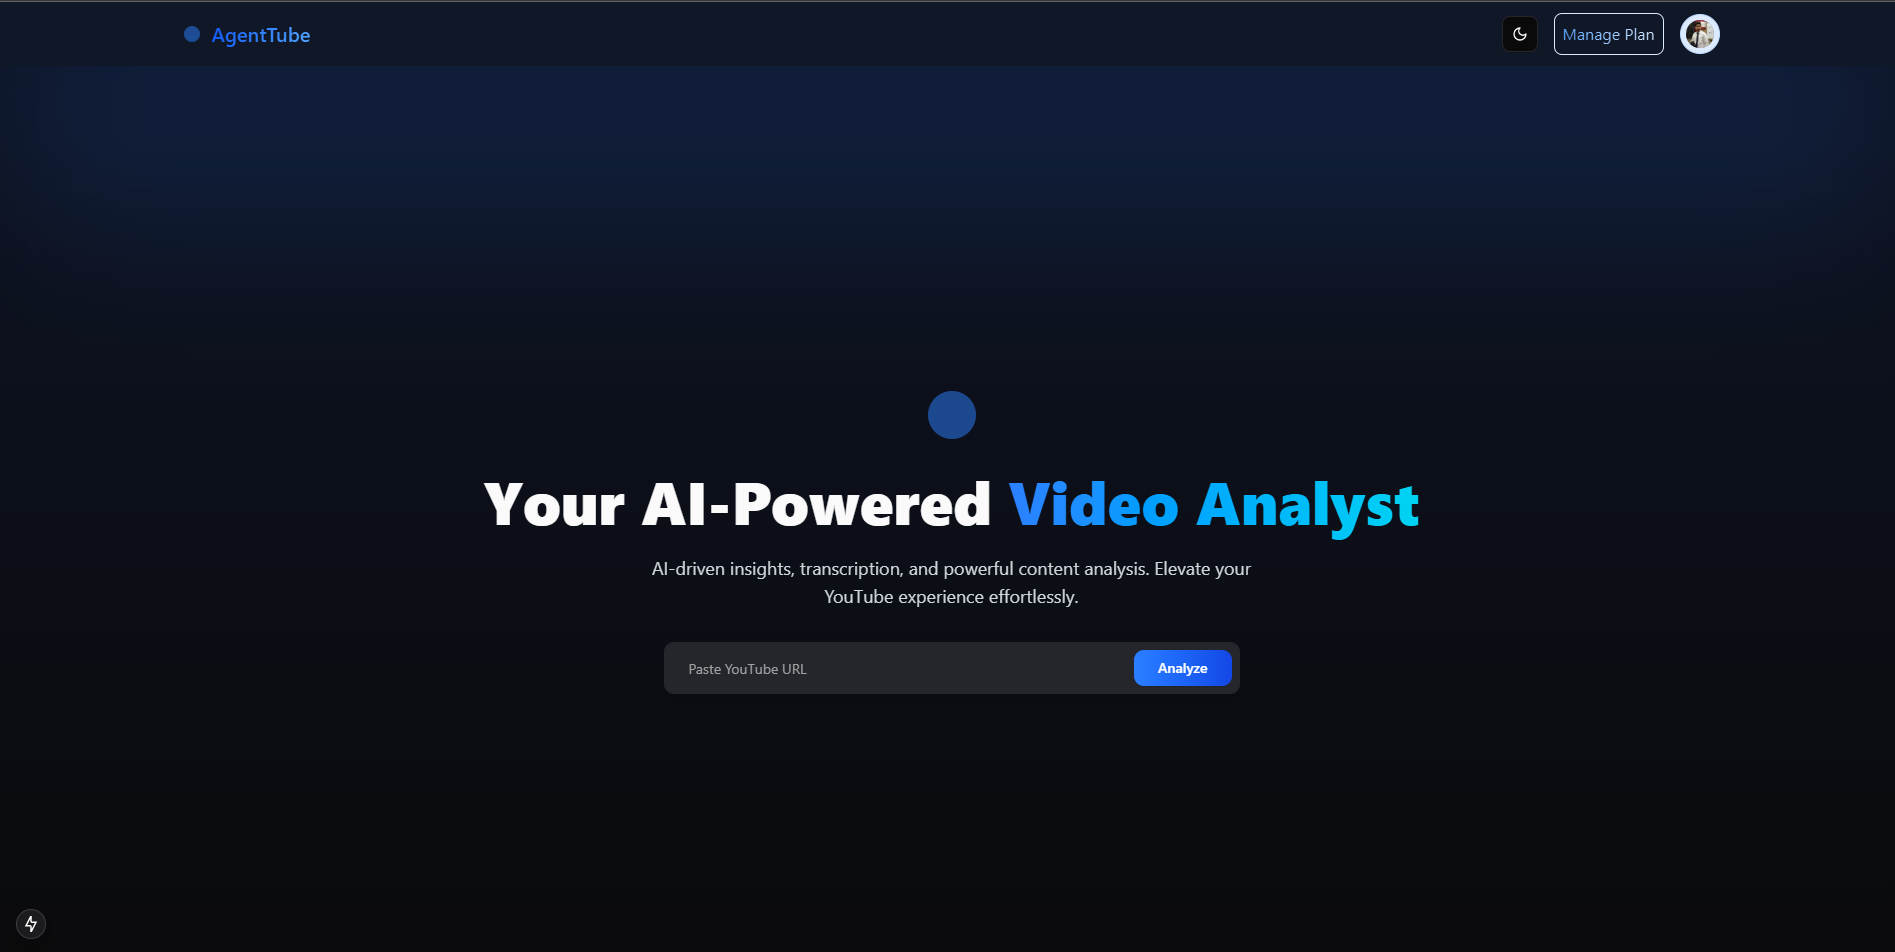 AgentTube
Manage Plan
Your AI-Powered Video Analyst
AI-driven insights, transcription, and powerful content analysis. Elevate your
YouTube experience effortlessly.
Paste YouTube URL
Analyze